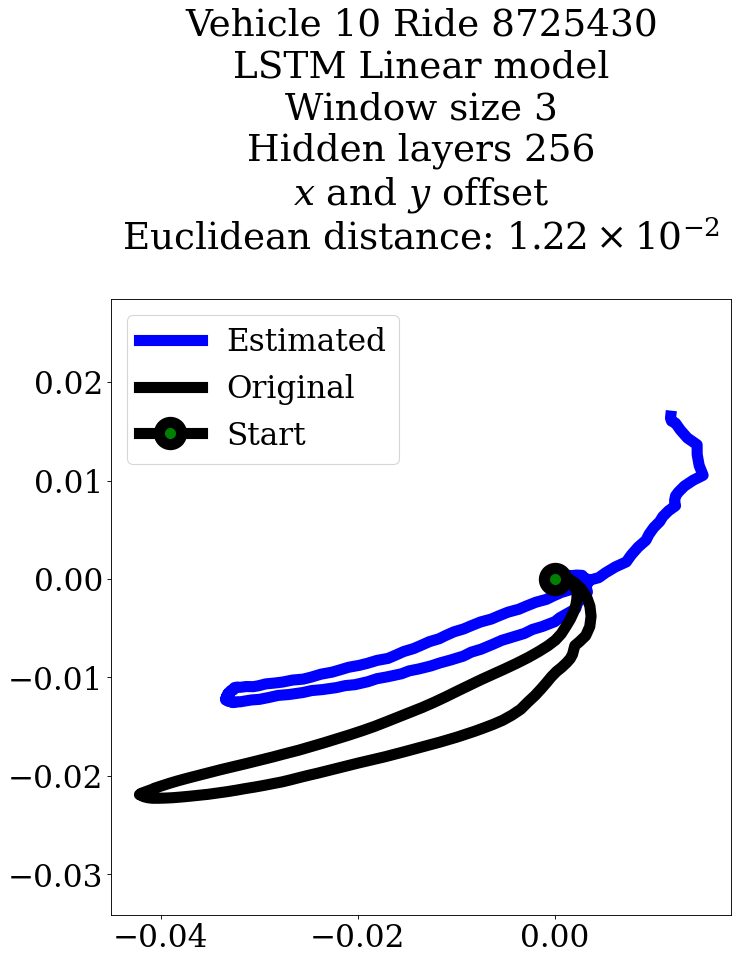 Vehicle 10 Ride 8725430
LSTM Linear model
Window size 3
Hidden layers 256
x and y offset
Euclidean distance: 1.22 × 10⁻²
Estimated
Original
Start
0.02
0.01
0.00
−0.01
−0.02
−0.03
−0.04
−0.02
0.00